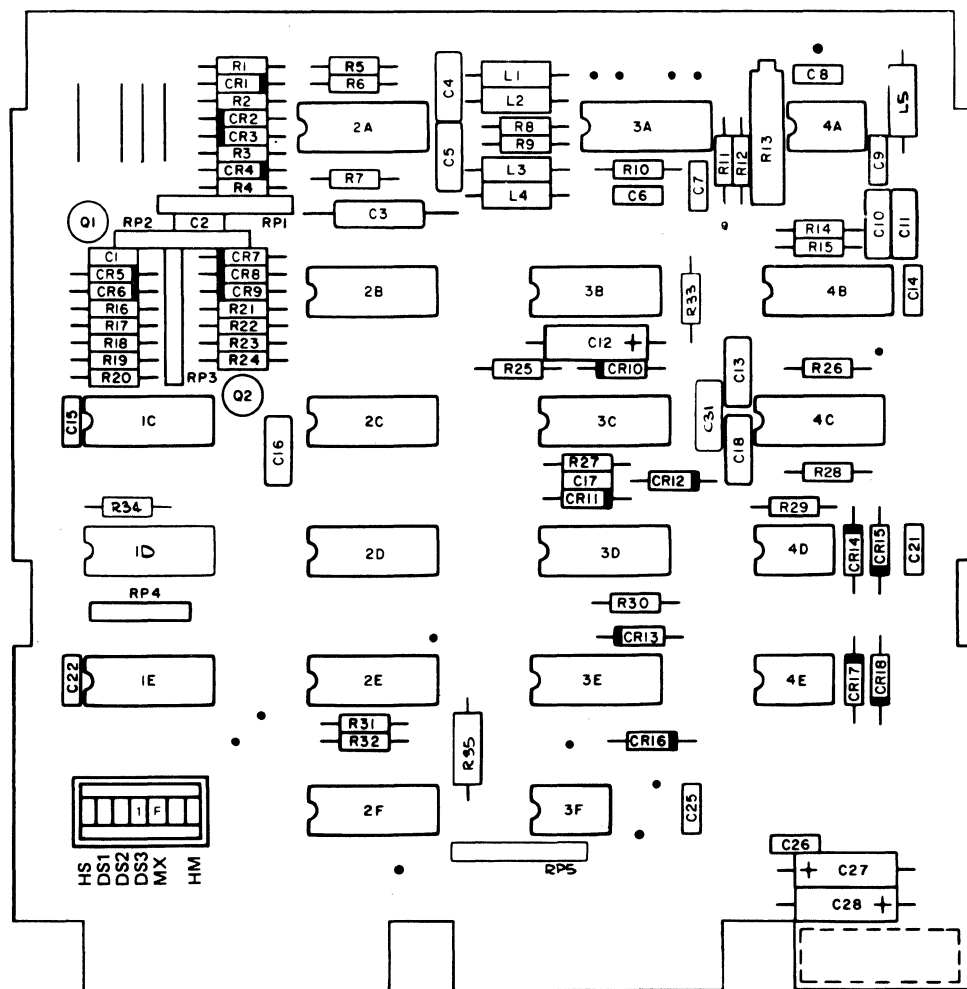 R1
CR1
R2
CR2
CR3
R3
CR4
R4
R5
R6
2A
R7
C3
C4
C5
L1
L2
R8
R9
L3
L4
3A
R10
C6
C7
R11
R12
R13
C8
4A
L5
C9
C10
C11
R14
R15
Q1
RP2
C2
RP1
C1
CR5
CR6
R16
R17
R18
R19
R20
RP3
CR7
CR8
CR9
R21
R22
R23
R24
Q2
2B
3B
R33
4B
C14
C12
+
R25
CR10
C13
R26
C15
1C
C16
2C
3C
C31
C18
4C
R27
C17
CR11
CR12
R28
R29
R34
1D
2D
3D
4D
CR14
CR15
C21
RP4
R30
CR13
C22
1E
2E
3E
4E
CR17
CR18
R31
R32
R35
CR16
1 F
HS
DS1
DS2
DS3
MX
HM
2F
3F
C25
RP5
C26
+ C27
C28 +